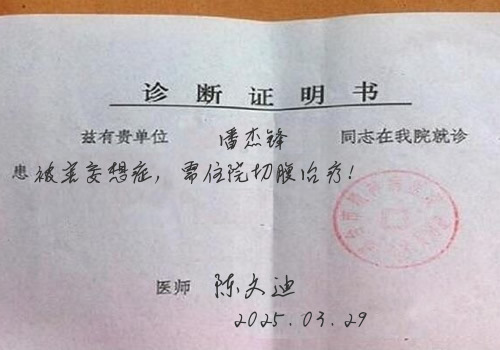 诊断证明书
兹有贵单位 潘杰锋 同志在我院就诊
患被害妄想症，需住院切腹治疗！
医师 陈文迪
2025.03.29